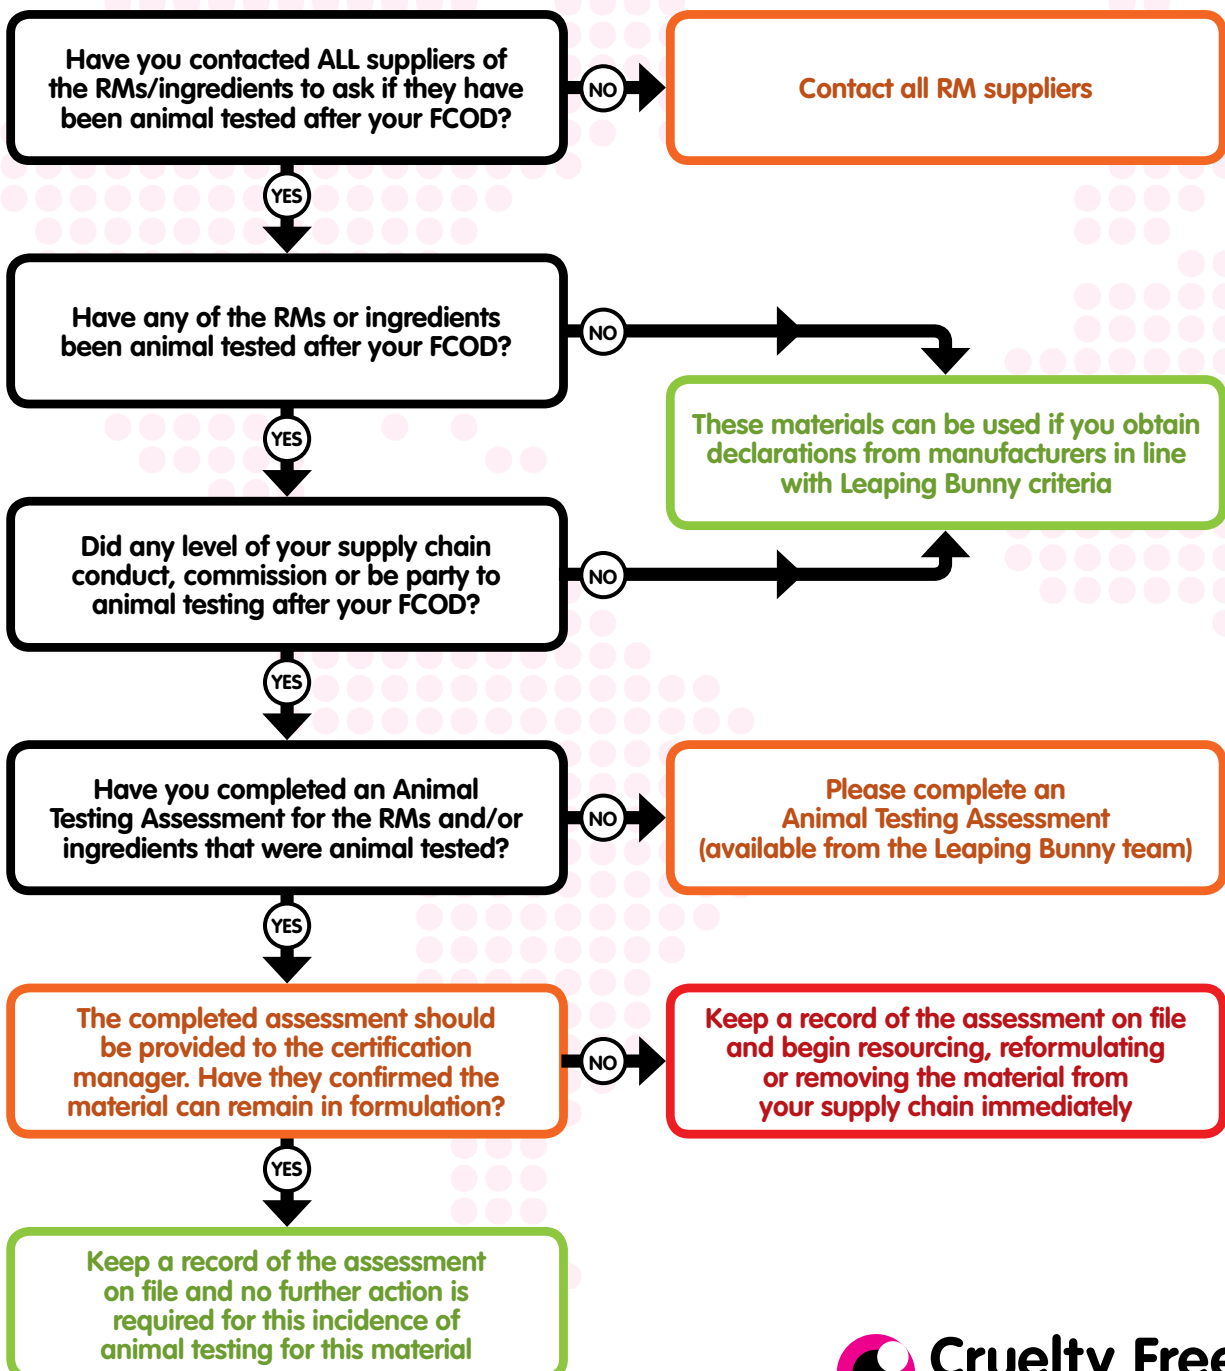 Have you contacted ALL suppliers of
the RMs/ingredients to ask if they have
been animal tested after your FCOD?
NO
Contact all RM suppliers
YES
Have any of the RMs or ingredients
been animal tested after your FCOD?
NO
These materials can be used if you obtain
declarations from manufacturers in line
with Leaping Bunny criteria
YES
Did any level of your supply chain
conduct, commission or be party to
animal testing after your FCOD?
NO
YES
Have you completed an Animal
Testing Assessment for the RMs and/or
ingredients that were animal tested?
NO
Please complete an
Animal Testing Assessment
(available from the Leaping Bunny team)
YES
The completed assessment should
be provided to the certification
manager. Have they confirmed the
material can remain in formulation?
NO
Keep a record of the assessment on file
and begin resourcing, reformulating
or removing the material from
your supply chain immediately
YES
Keep a record of the assessment
on file and no further action is
required for this incidence of
animal testing for this material
Cruelty Free